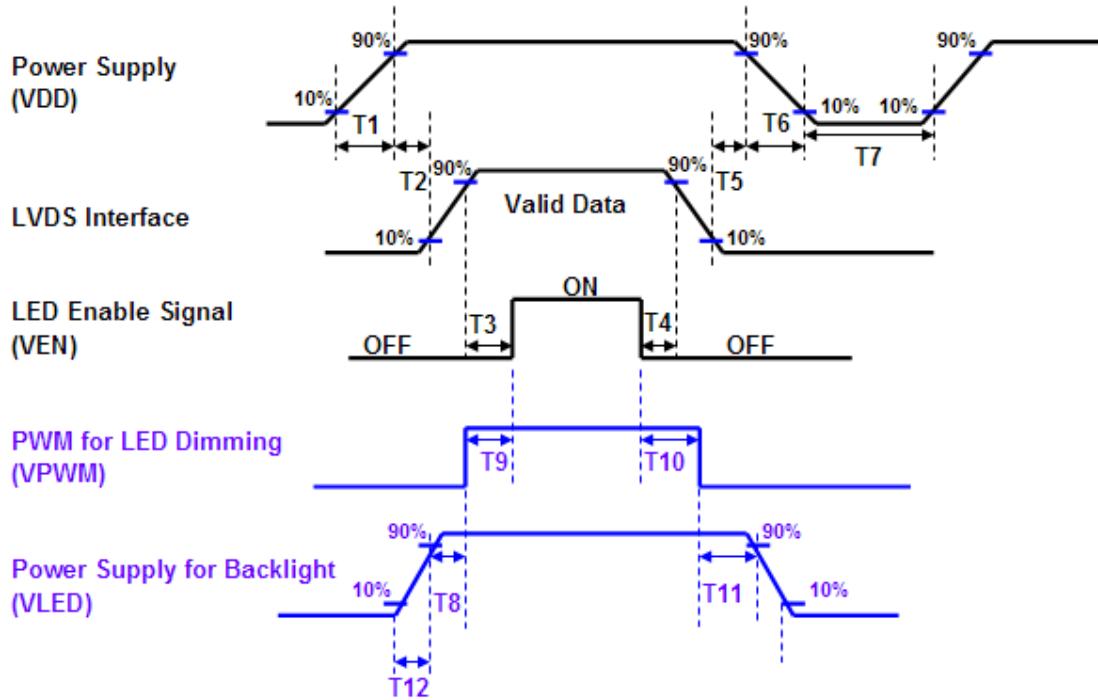 90% 90% 90%
Power Supply
(VDD)
10% 10% 10%
T1 T6
T7
T2 90% 90% T5
LVDS Interface
Valid Data
10% 10%
ON
LED Enable Signal
(VEN)
T3 T4
OFF OFF
PWM for LED Dimming
(VPWM)
T9 T10
90% 90%
Power Supply for Backlight
(VLED)
10% T8 T11 10%
T12